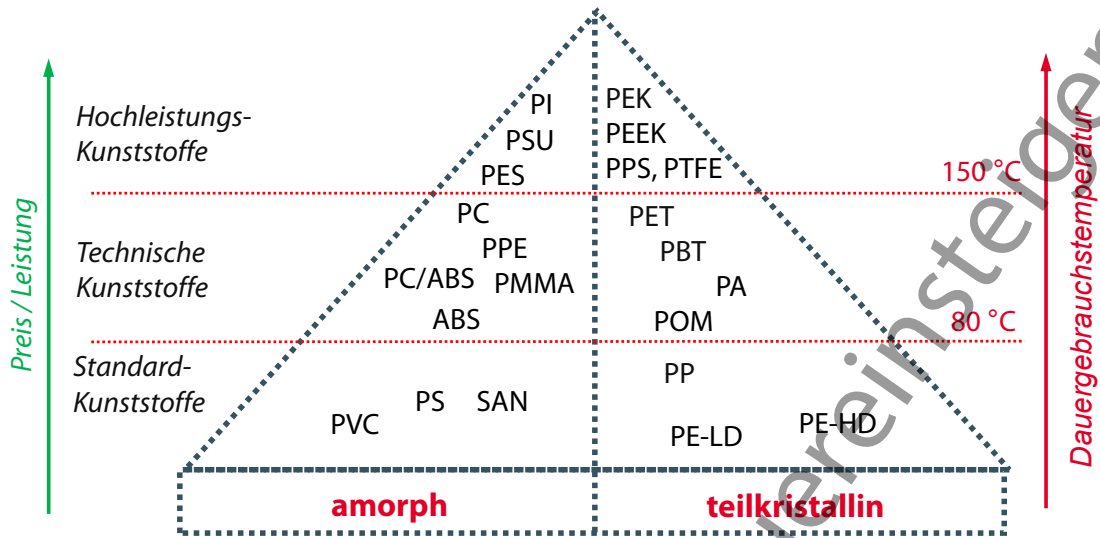 Preis / Leistung
Hochleistungs-
Kunststoffe
PI
PSU
PES
PEK
PEEK
PPS, PTFE
150 °C
Technische
Kunststoffe
PC
PPE
PC/ABS
PMMA
ABS
PET
PBT
PA
POM
80 °C
Standard-
Kunststoffe
PS
SAN
PVC
PP
PE-LD
PE-HD
amorph
teilkristallin
Dauergebrauchstemperatur